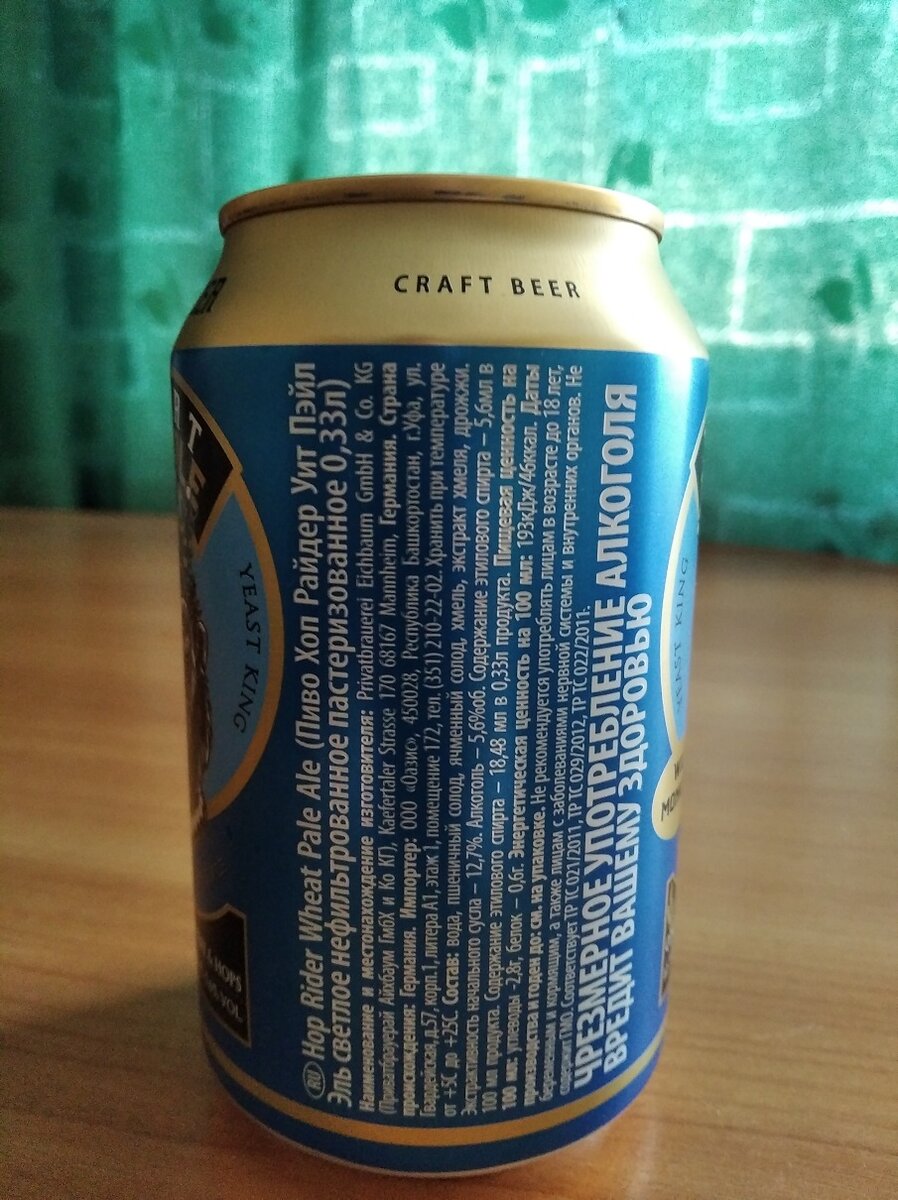 CRAFT BEER
YEAST KING
& HOPS
RU Hop Rider Wheat Pale Ale (Пиво Хоп Райдер Уит Пэйл
Эль светлое нефильтрованное пастеризованное 0,33л)
Наименование и местонахождение изготовителя: Privatbrauerei Eichbaum GmbH & Co. KG
(Приватбрауерай Айхбаум ГмбХ и Ко КГ), Kaefertaler Strasse 170 68167 Mannheim, Германия. Страна
происхождения: Германия. Импортер: ООО «Оазис», 450028, Республика Башкортостан, г.Уфа, ул.
Гвардейская, д.57, корп.1, литера А1, этаж 1, помещение 172, тел. (351) 210-22-02. Хранить при температуре
от +5С до +25С Состав: вода, пшеничный солод, ячменный солод, хмель, экстракт хмеля, дрожжи.
Экстрактивность начального сусла – 12,7%. Алкоголь – 5,6%об. Содержание этилового спирта – 5,6мл в
100 мл продукта. Содержание этилового спирта – 18,48 мл в 0,33л продукта. Пищевая ценность на
100 мл: углеводы -2,8г, белок – 0,6г. Энергетическая ценность на 100 мл: 193кДж/46ккал. Даты
производства и годен до: см. на упаковке. Не рекомендуется употреблять лицам в возрасте до 18 лет,
беременным и кормящим, а также лицам с заболеваниями нервной системы и внутренних органов. Не
содержит ГМО. Соответствует ТР ТС 021/2011, ТР ТС 029/2012, ТР ТС 022/2011.
ЧРЕЗМЕРНОЕ УПОТРЕБЛЕНИЕ АЛКОГОЛЯ
ВРЕДИТ ВАШЕМУ ЗДОРОВЬЮ
YEAST KING